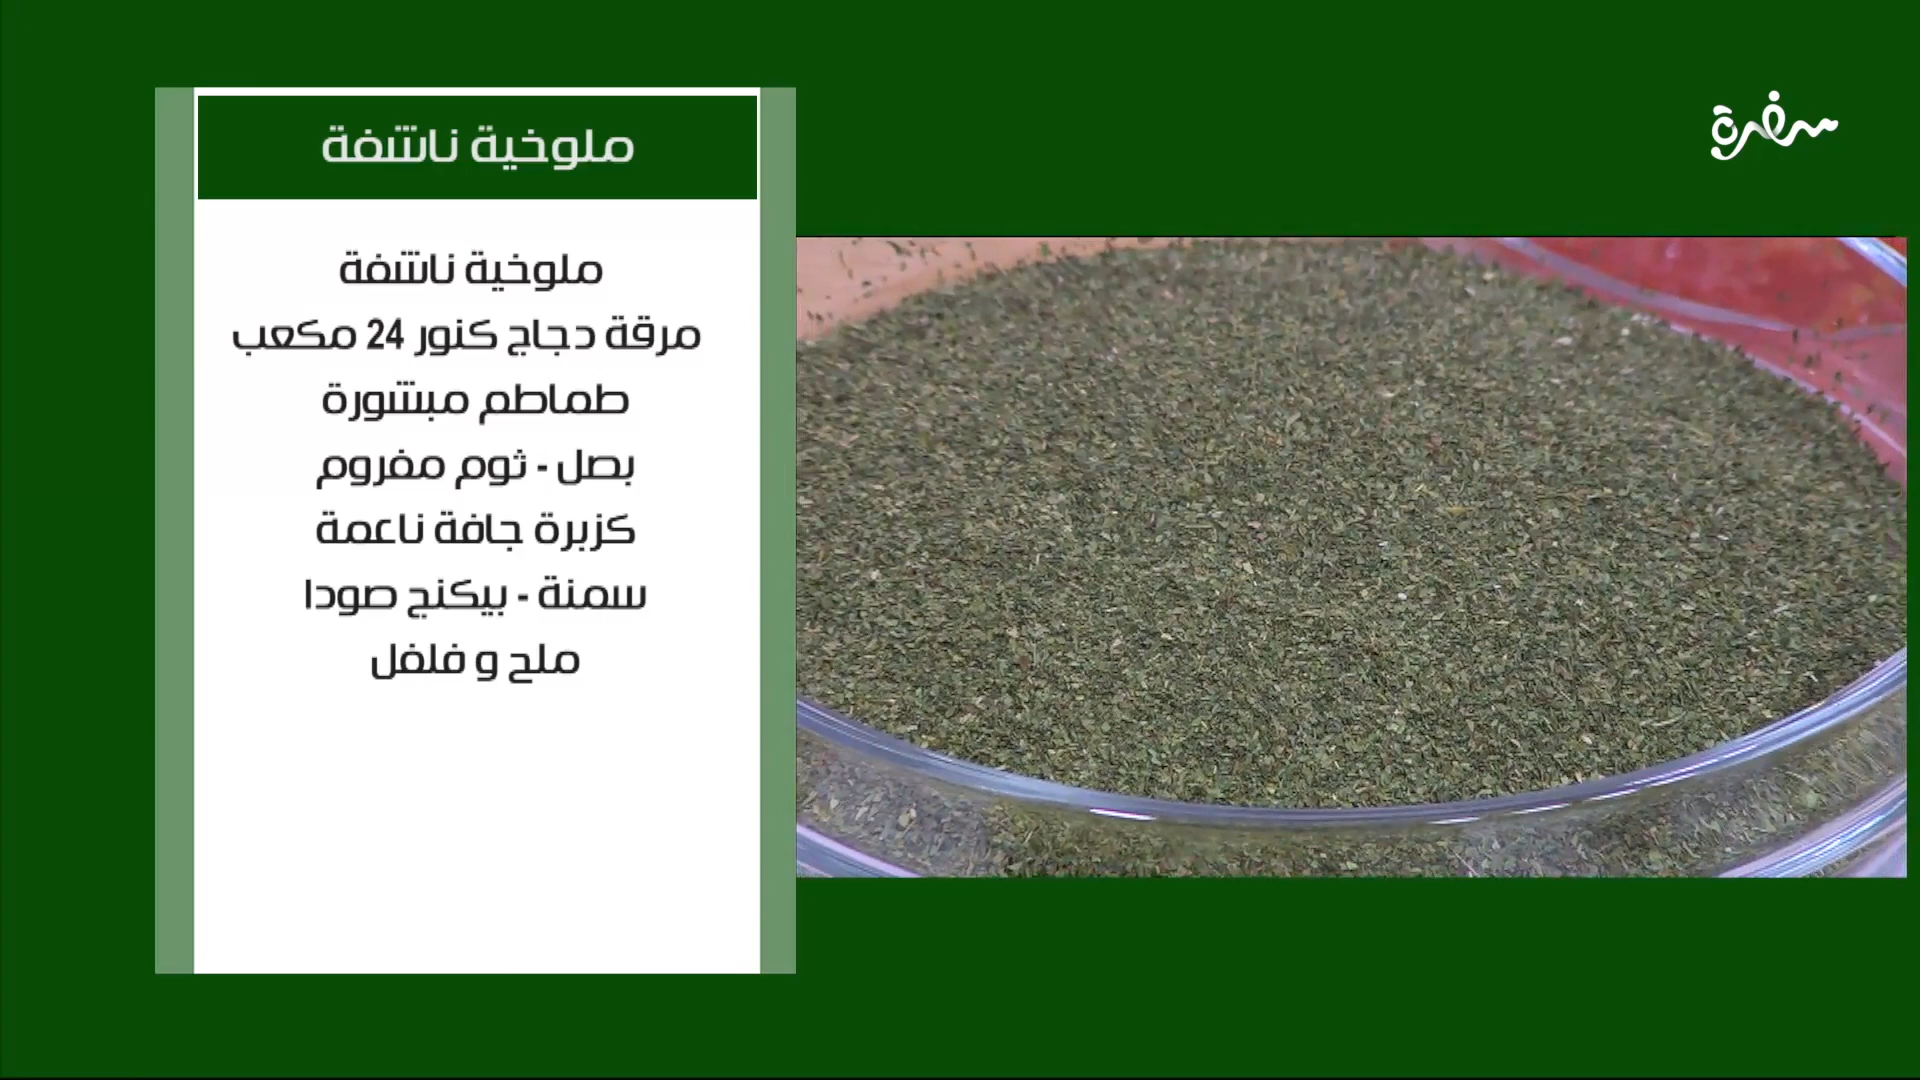 سفرة
ملوخية ناشفة
ملوخية ناشفة
مرقة دجاج كنور 24 مكعب
طماطم مبشورة
بصل - ثوم مفروم
كزبرة جافة ناعمة
سمنة - بيكنج صودا
ملح و فلفل